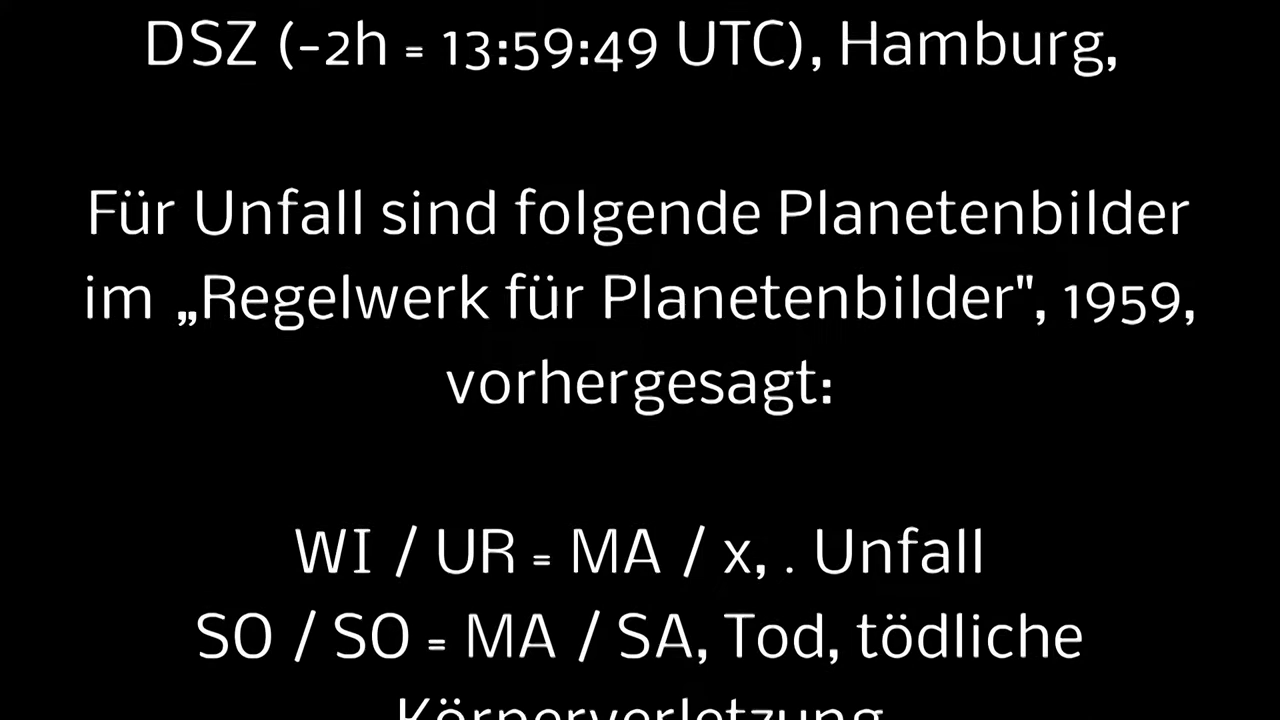 DSZ (-2h = 13:59:49 UTC), Hamburg,
Für Unfall sind folgende Planetenbilder
im „Regelwerk für Planetenbilder", 1959,
vorhergesagt:
WI / UR = MA / x, . Unfall
SO / SO = MA / SA, Tod, tödliche
Körperverletzung